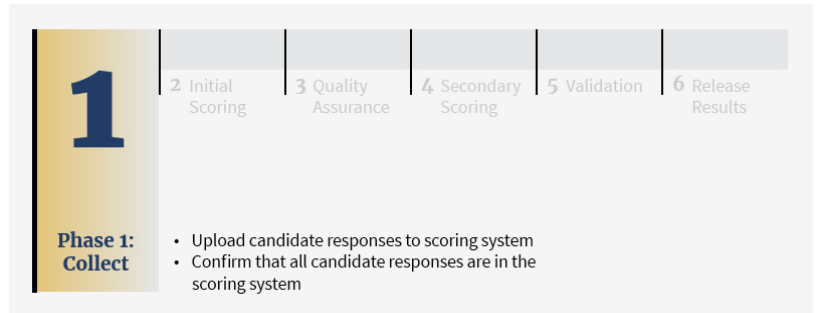 1
2 Initial
Scoring
3 Quality
Assurance
4 Secondary
Scoring
5 Validation
6 Release
Results
Phase 1:
Collect
• Upload candidate responses to scoring system
• Confirm that all candidate responses are in the
scoring system